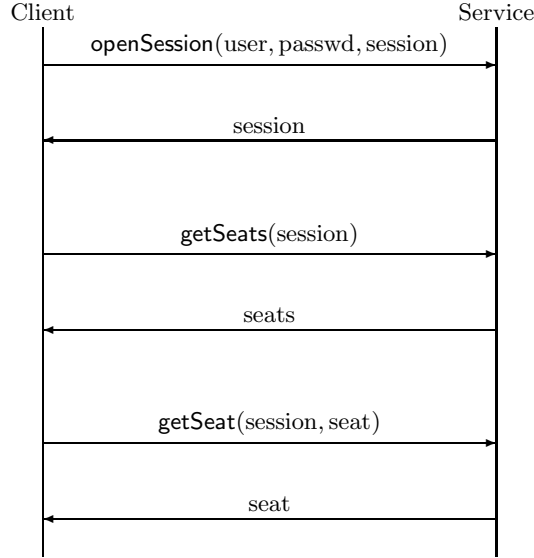 Client Service
openSession(user, passwd, session)
session
getSeats(session)
seats
getSeat(session, seat)
seat